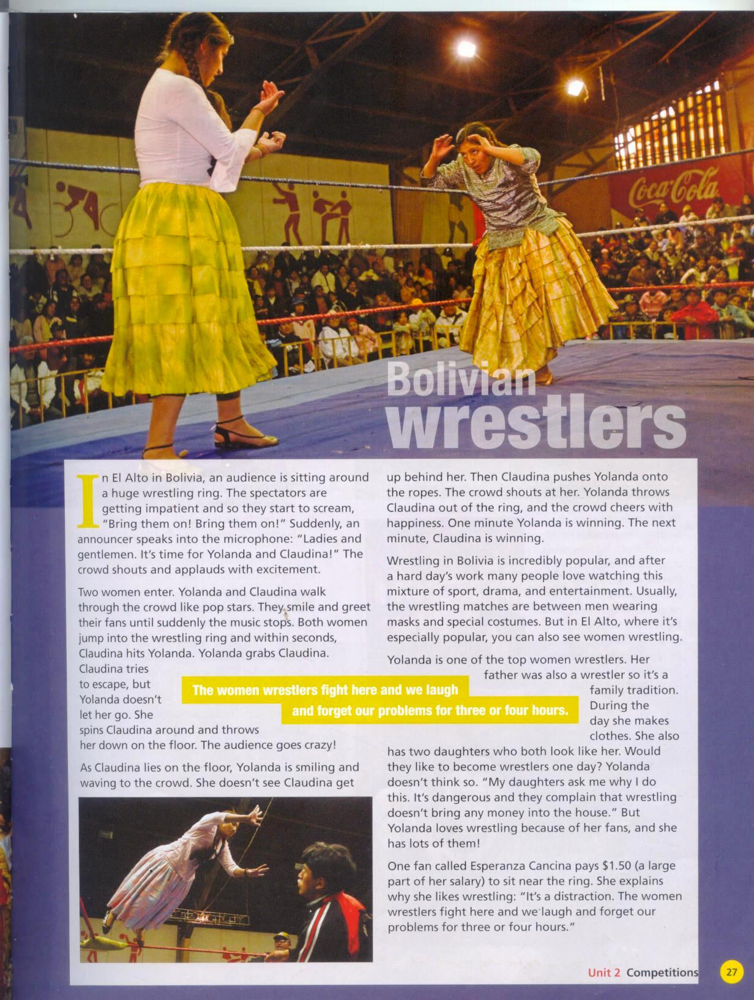 Coca-Cola
Bolivian
wrestlers
In El Alto in Bolivia, an audience is sitting around
a huge wrestling ring. The spectators are
getting impatient and so they start to scream,
“Bring them on! Bring them on!” Suddenly, an
announcer speaks into the microphone: “Ladies and
gentlemen. It’s time for Yolanda and Claudina!” The
crowd shouts and applauds with excitement.
Two women enter. Yolanda and Claudina walk
through the crowd like pop stars. They smile and greet
their fans until suddenly the music stops. Both women
jump into the wrestling ring and within seconds,
Claudina hits Yolanda. Yolanda grabs Claudina.
Claudina tries
to escape, but
Yolanda doesn’t
let her go. She
spins Claudina around and throws
her down on the floor. The audience goes crazy!
As Claudina lies on the floor, Yolanda is smiling and
waving to the crowd. She doesn’t see Claudina get
up behind her. Then Claudina pushes Yolanda onto
the ropes. The crowd shouts at her. Yolanda throws
Claudina out of the ring, and the crowd cheers with
happiness. One minute Yolanda is winning. The next
minute, Claudina is winning.
Wrestling in Bolivia is incredibly popular, and after
a hard day’s work many people love watching this
mixture of sport, drama, and entertainment. Usually,
the wrestling matches are between men wearing
masks and special costumes. But in El Alto, where it’s
especially popular, you can also see women wrestling.
Yolanda is one of the top women wrestlers. Her
father was also a wrestler so it’s a
family tradition.
During the
day she makes
clothes. She also
has two daughters who both look like her. Would
they like to become wrestlers one day? Yolanda
doesn’t think so. “My daughters ask me why I do
this. It’s dangerous and they complain that wrestling
doesn’t bring any money into the house.” But
Yolanda loves wrestling because of her fans, and she
has lots of them!
One fan called Esperanza Cancina pays $1.50 (a large
part of her salary) to sit near the ring. She explains
why she likes wrestling: “It’s a distraction. The women
wrestlers fight here and we laugh and forget our
problems for three or four hours.”
The women wrestlers fight here and we laugh
and forget our problems for three or four hours.
Unit 2 Competitions
27